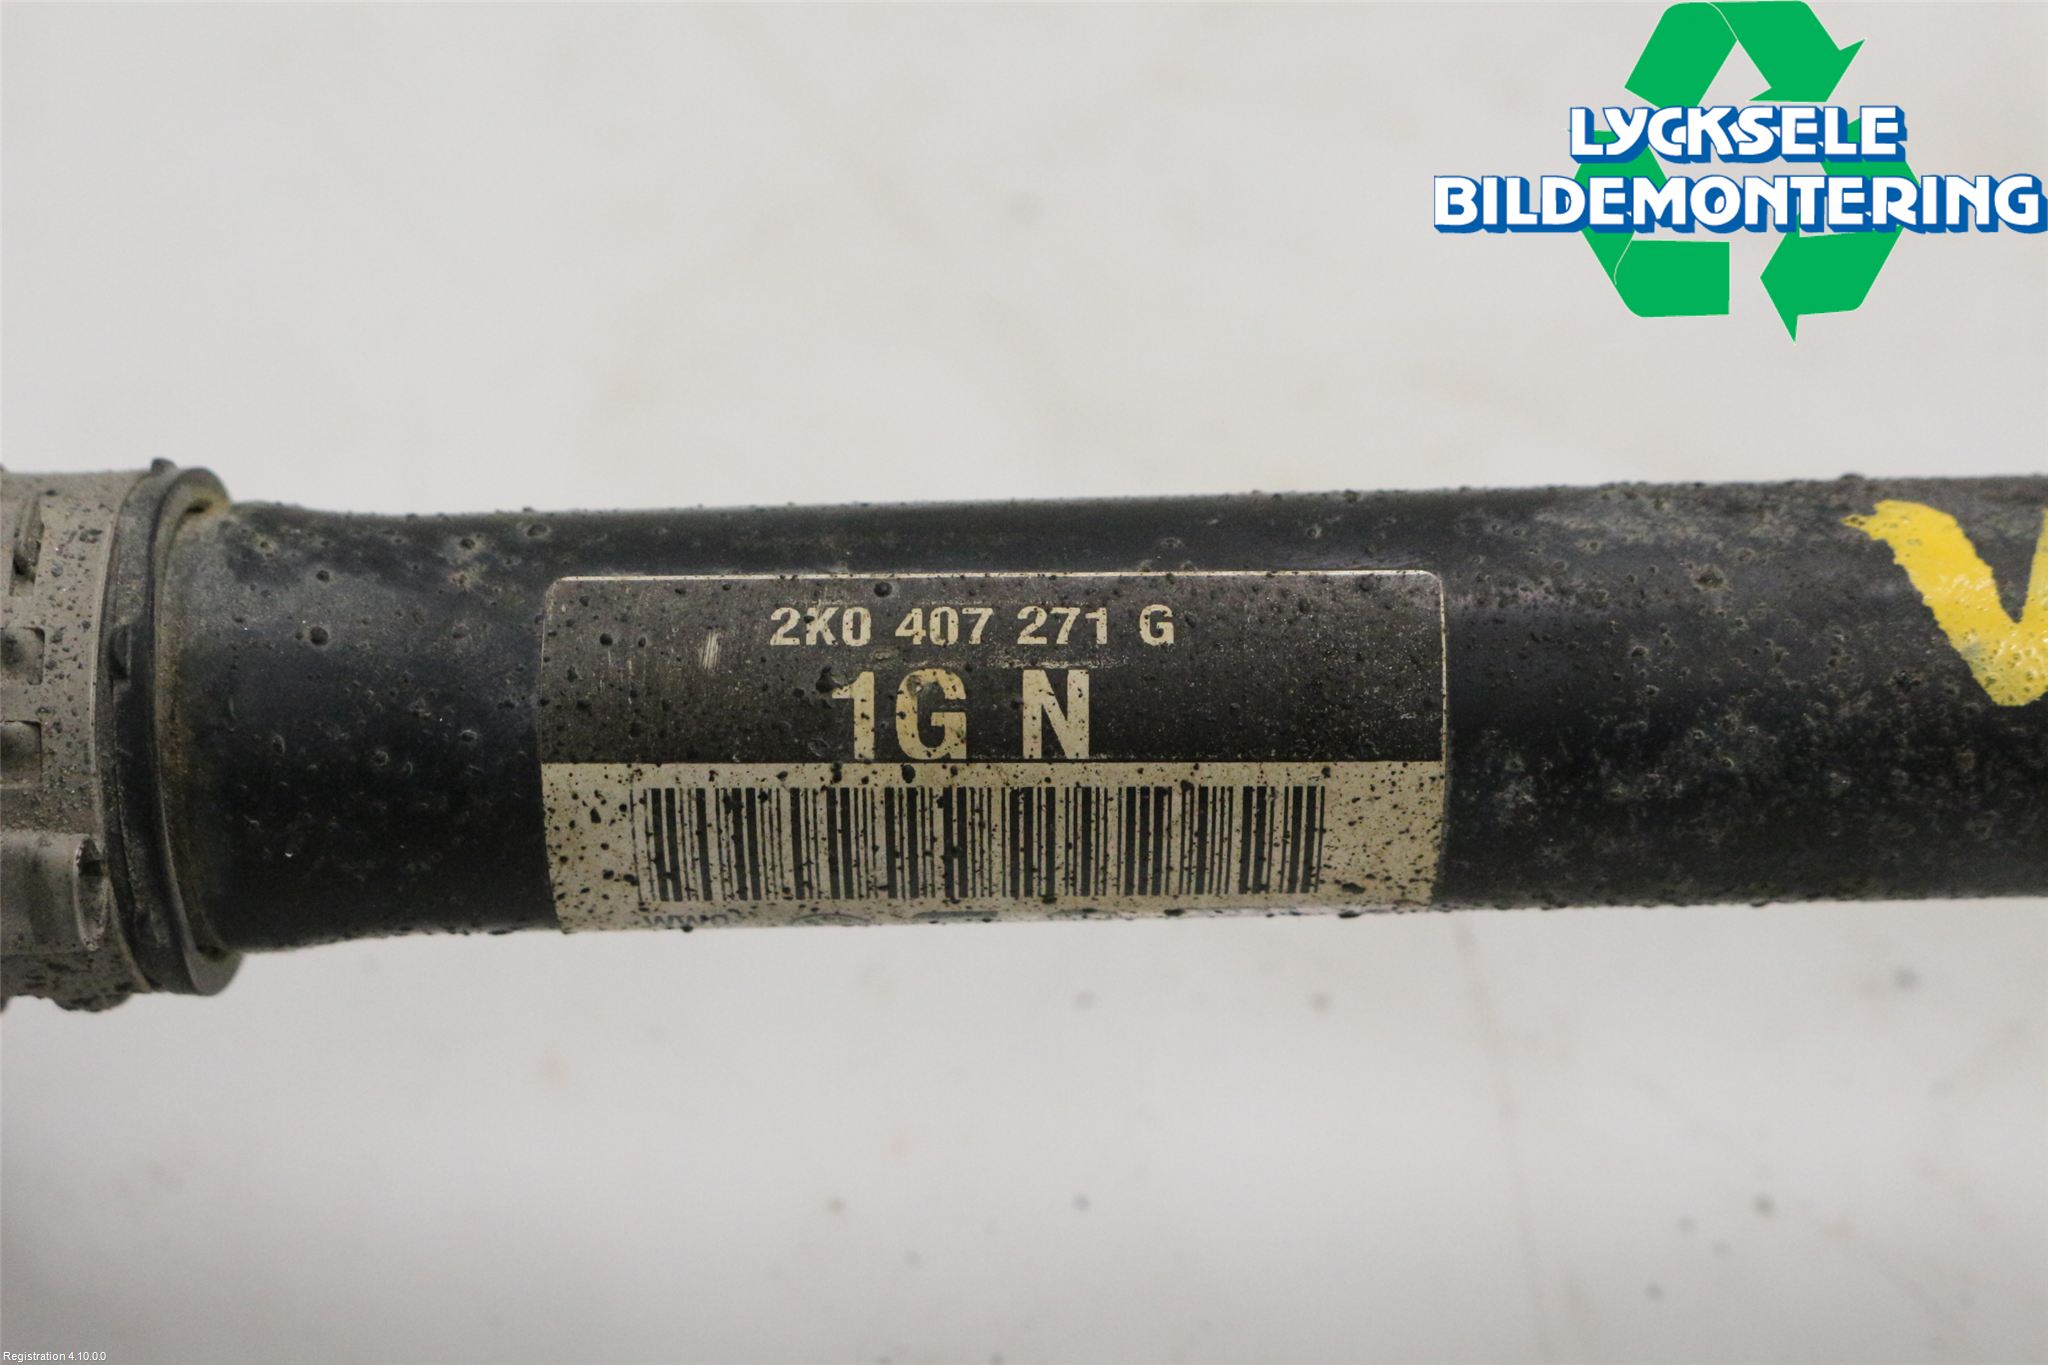 LYCKSELE
BILDEMONTERING
2K0 407 271 G
1G N
V
Registration 4.10.0.0